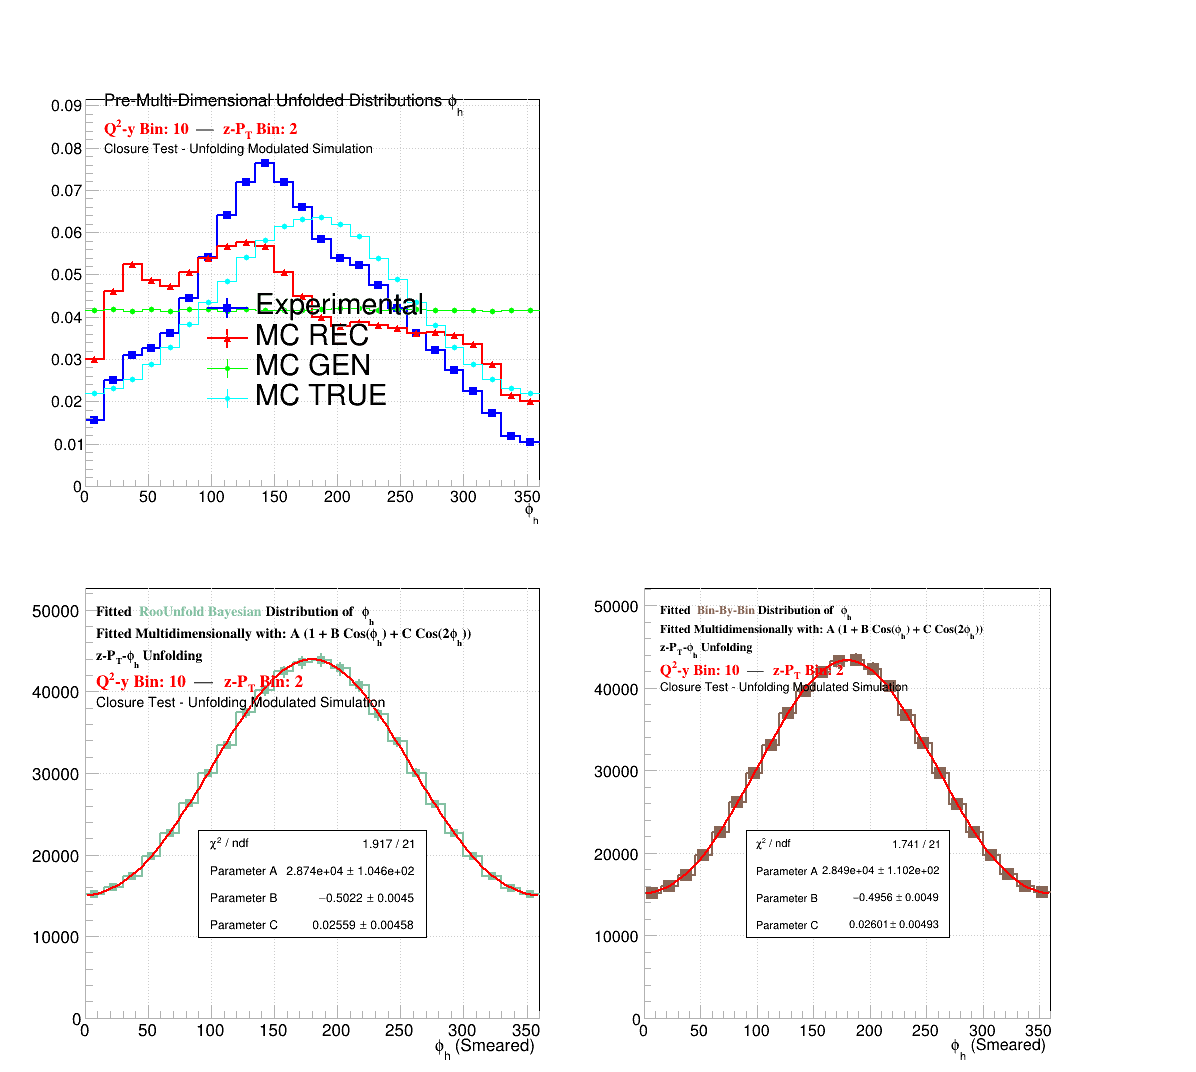 Pre-Multi-Dimensional Unfolded Distributions ϕh
Q²-y Bin: 10 — z-PT Bin: 2
Closure Test - Unfolding Modulated Simulation
0.09
0.08
0.07
0.06
0.05
0.04
0.03
0.02
0.01
0
Experimental
MC REC
MC GEN
MC TRUE
0 50 100 150 200 250 300 350
ϕh
Fitted RooUnfold Bayesian Distribution of ϕh
Fitted Multidimensionally with: A (1 + B Cos(ϕh) + C Cos(2ϕh))
z-PT-ϕh Unfolding
Q²-y Bin: 10 — z-PT Bin: 2
Closure Test - Unfolding Modulated Simulation
50000
40000
30000
20000
10000
0
χ² / ndf 1.917 / 21
Parameter A 2.874e+04 ± 1.046e+02
Parameter B −0.5022 ± 0.0045
Parameter C 0.02559 ± 0.00458
0 50 100 150 200 250 300 350
ϕh (Smeared)
Fitted Bin-By-Bin Distribution of ϕh
Fitted Multidimensionally with: A (1 + B Cos(ϕh) + C Cos(2ϕh))
z-PT-ϕh Unfolding
Q²-y Bin: 10 — z-PT Bin: 2
Closure Test - Unfolding Modulated Simulation
50000
40000
30000
20000
10000
0
χ² / ndf 1.741 / 21
Parameter A 2.849e+04 ± 1.102e+02
Parameter B −0.4956 ± 0.0049
Parameter C 0.02601 ± 0.00493
0 50 100 150 200 250 300 350
ϕh (Smeared)